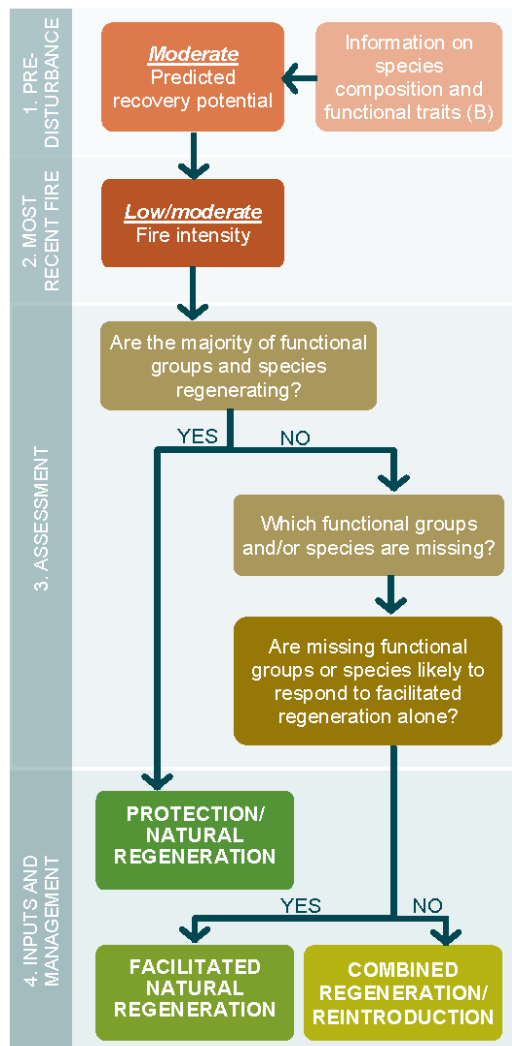 1. PRE-
DISTURBANCE
Moderate
Predicted
recovery potential
Information on
species
composition and
functional traits (B)
2. MOST
RECENT FIRE
Low/moderate
Fire intensity
3. ASSESSMENT
Are the majority of functional
groups and species
regenerating?
YES
NO
Which functional groups
and/or species are missing?
Are missing functional
groups or species likely to
respond to facilitated
regeneration alone?
4. INPUTS AND
MANAGEMENT
PROTECTION/
NATURAL
REGENERATION
YES
NO
FACILITATED
NATURAL
REGENERATION
COMBINED
REGENERATION/
REINTRODUCTION